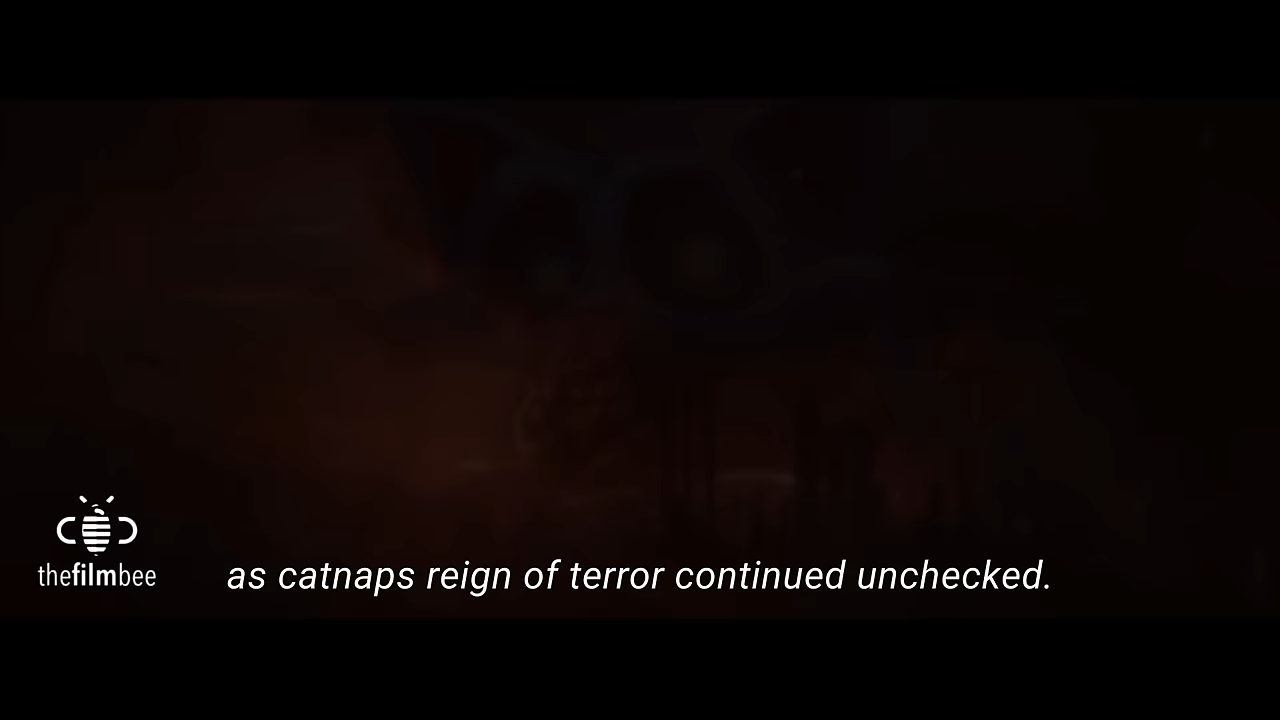 thefilmbee
as catnaps reign of terror continued unchecked.